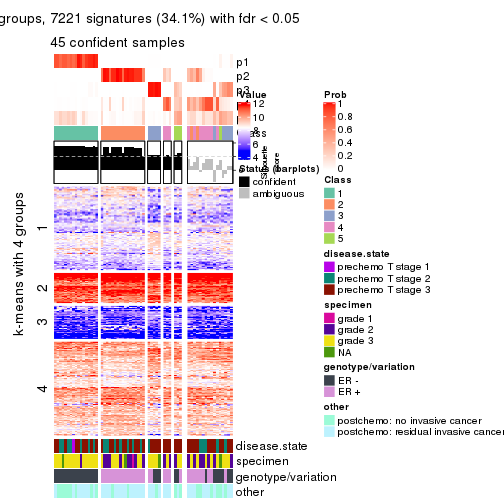 groups, 7221 signatures (34.1%) with fdr < 0.05
45 confident samples
p1
p2
p3
Value
12
10
8
6
4
Status (barplots)
confident
ambiguous
Prob
1
0.8
0.6
0.4
0.2
0
Class
1
2
3
4
5
disease.state
prechemo T stage 1
prechemo T stage 2
prechemo T stage 3
specimen
grade 1
grade 2
grade 3
NA
genotype/variation
ER -
ER +
other
postchemo: no invasive cancer
postchemo: residual invasive cancer
k-means with 4 groups
1
2
3
4
disease.state
specimen
genotype/variation
other